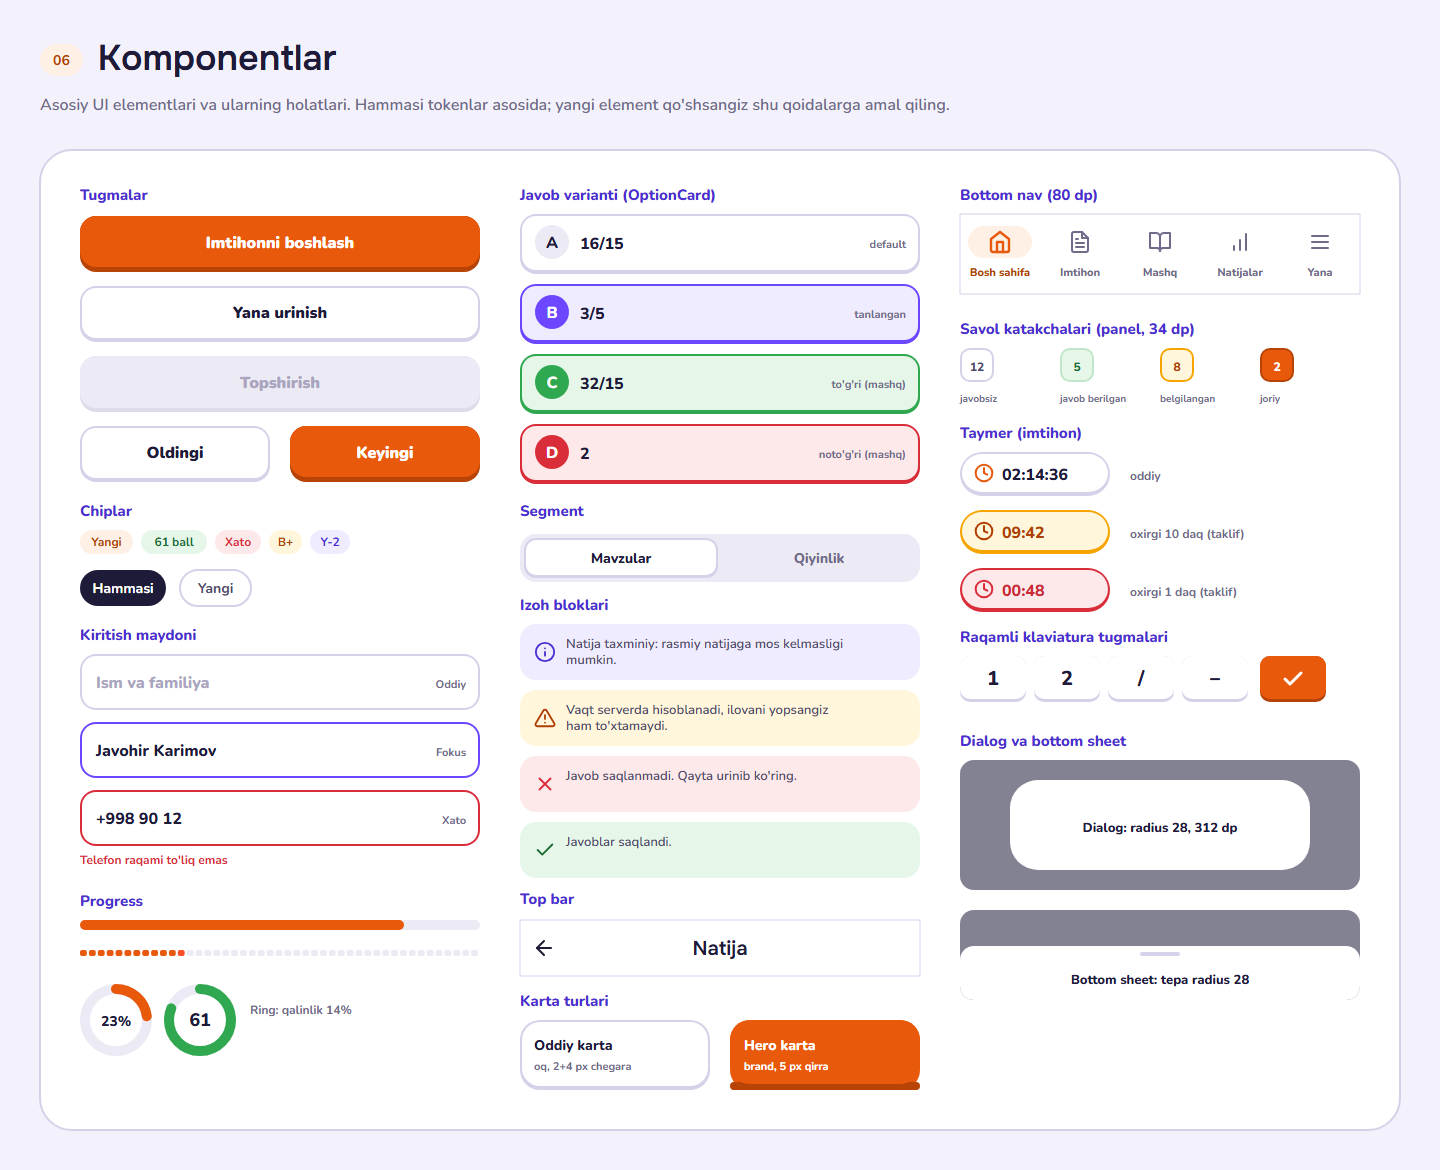 06
Komponentlar
Asosiy UI elementlari va ularning holatlari. Hammasi tokenlar asosida; yangi element qo'shsangiz shu qoidalarga amal qiling.
Tugmalar
Imtihonni boshlash
Yana urinish
Topshirish
Oldingi
Keyingi
Chiplar
Yangi
61 ball
Xato
B+
Y-2
Hammasi
Yangi
Kiritish maydoni
Ism va familiya
Oddiy
Javohir Karimov
Fokus
+998 90 12
Xato
Telefon raqami to'liq emas
Progress
23%
61
Ring: qalinlik 14%
Javob varianti (OptionCard)
A
16/15
default
B
3/5
tanlangan
C
32/15
to'g'ri (mashq)
D
2
noto'g'ri (mashq)
Segment
Mavzular
Qiyinlik
Izoh bloklari
Natija taxminiy: rasmiy natijaga mos kelmasligi
mumkin.
Vaqt serverda hisoblanadi, ilovani yopsangiz
ham to'xtamaydi.
Javob saqlanmadi. Qayta urinib ko'ring.
Javoblar saqlandi.
Top bar
Natija
Karta turlari
Oddiy karta
oq, 2+4 px chegara
Hero karta
brand, 5 px qirra
Bottom nav (80 dp)
Bosh sahifa
Imtihon
Mashq
Natijalar
Yana
Savol katakchalari (panel, 34 dp)
12
5
8
2
javobsiz
javob berilgan
belgilangan
joriy
Taymer (imtihon)
02:14:36
oddiy
09:42
oxirgi 10 daq (taklif)
00:48
oxirgi 1 daq (taklif)
Raqamli klaviatura tugmalari
1
2
/
−
Dialog va bottom sheet
Dialog: radius 28, 312 dp
Bottom sheet: tepa radius 28